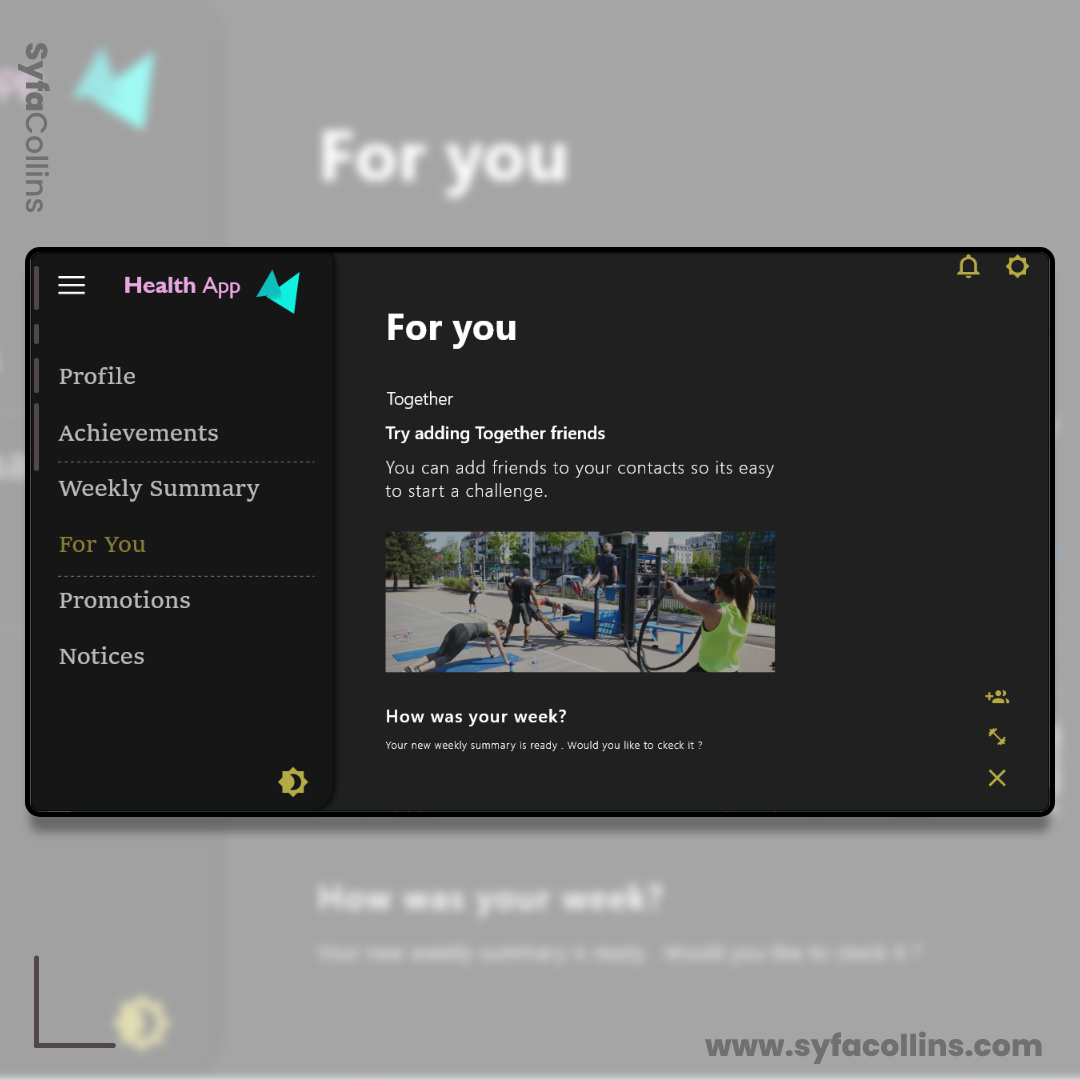 syfaCollins
For you
Health App
For you
Profile
Together
Achievements
Try adding Together friends
You can add friends to your contacts so its easy
to start a challenge.
Weekly Summary
For You
Promotions
Notices
How was your week?
Your new weekly summary is ready . Would you like to ckeck it ?
How was your week?
Your new weekly summary is ready . Would you like to ckeck it ?
www.syfacollins.com